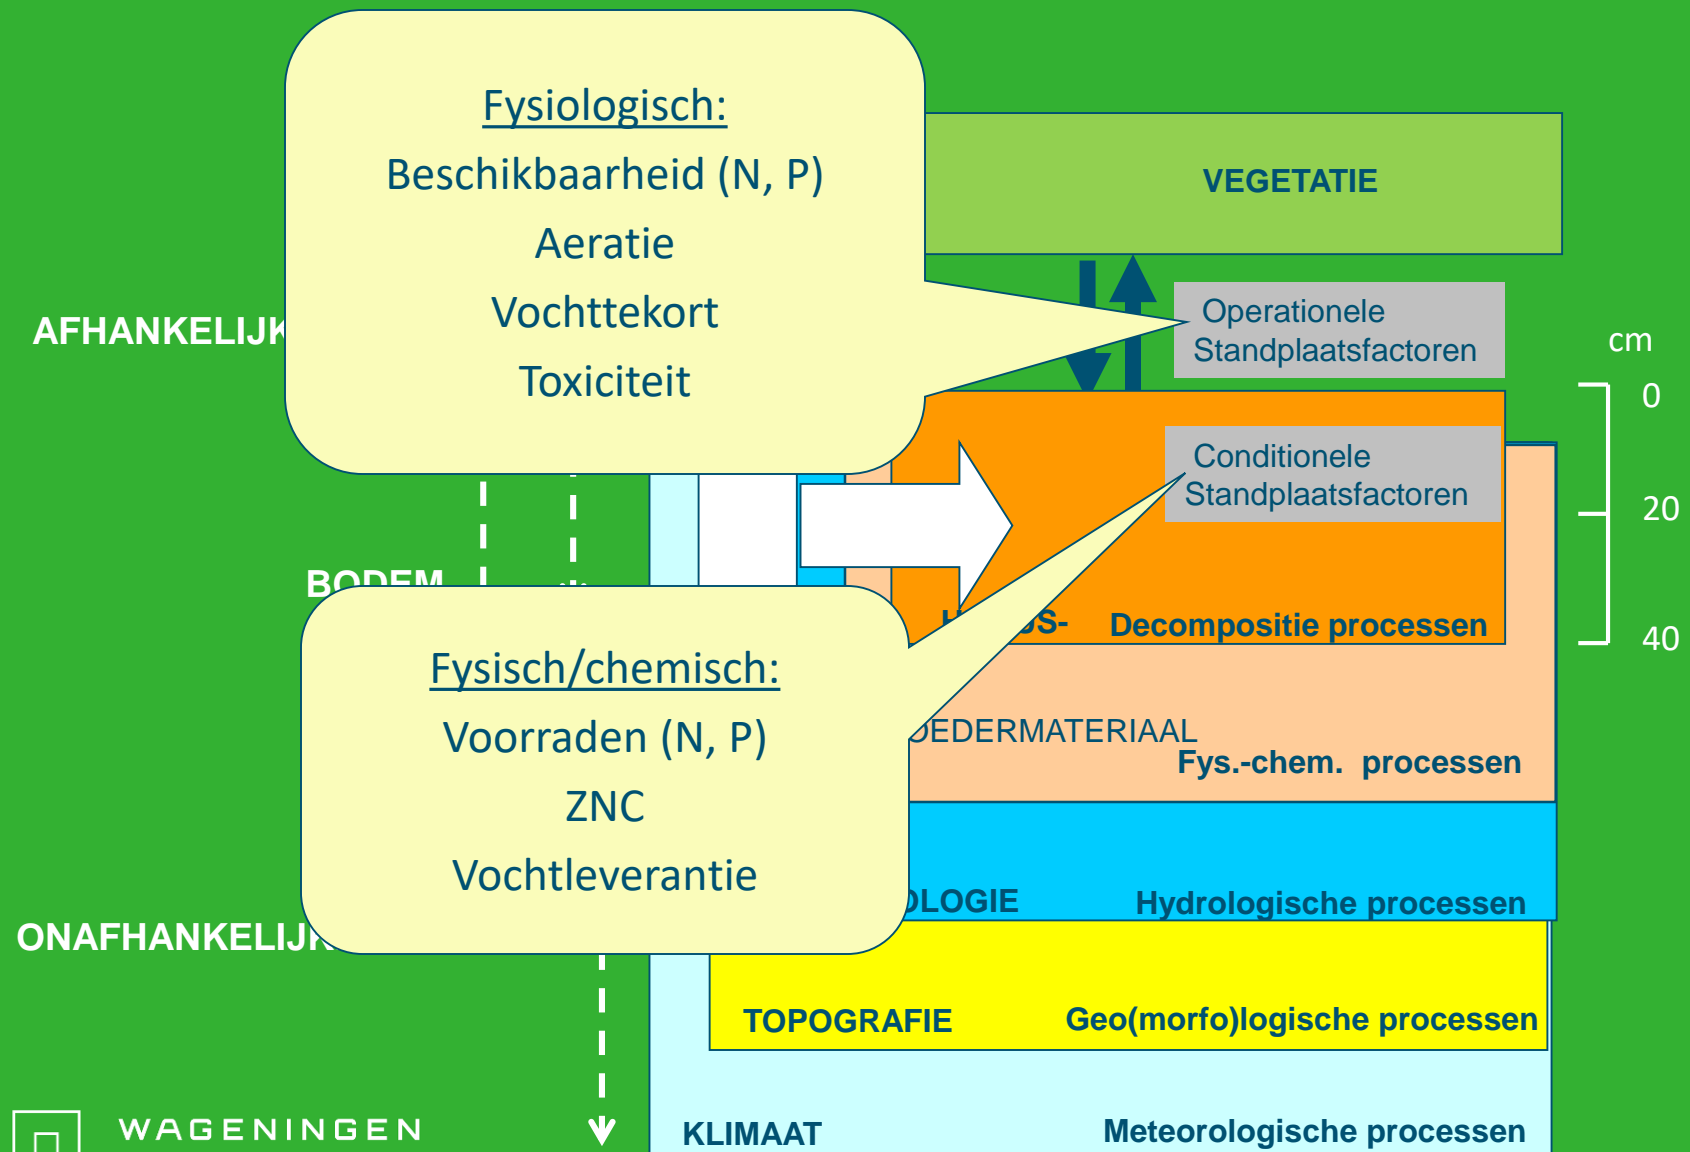 Fysiologisch:
Beschikbaarheid (N, P)
Aeratie
Vochttekort
Toxiciteit
VEGETATIE
Operationele
Standplaatsfactoren
AFHANKELIJK
cm
0
20
40
Conditionele
Standplaatsfactoren
BODEM
Decompositie processen
Fysisch/chemisch:
Voorraden (N, P)
ZNC
Vochtleverantie
OEDERMATERIAAL
Fys.-chem. processen
OLOGIE
Hydrologische processen
ONAFHANKELIJK
TOPOGRAFIE
Geo(morfo)logische processen
KLIMAAT
Meteorologische processen
WAGENINGEN